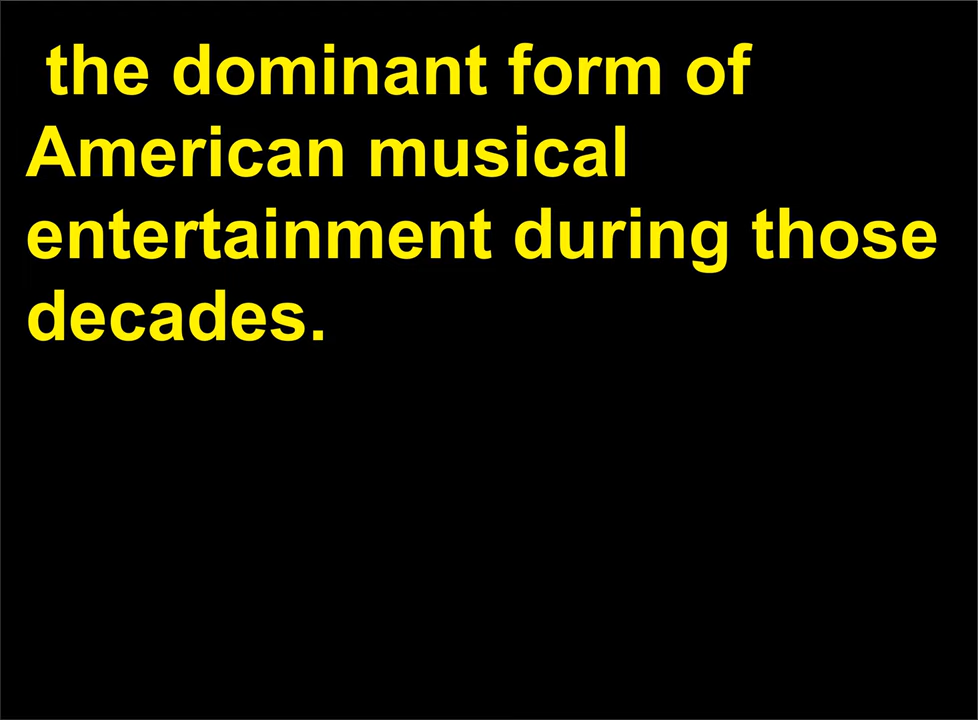 the dominant form of
American musical
entertainment during those
decades.